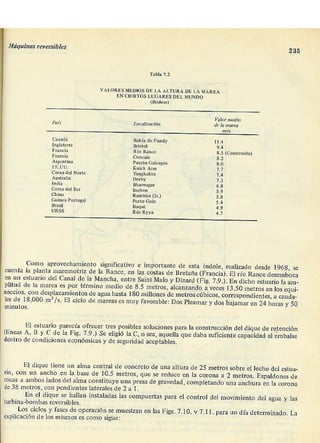 Máquinas reversibles
235
Tabla 7.2
VALORES MEDIOS DE LA ALTURA DE LA MAREA
EN CIERTOS LUGARES DEL MUNDO
País
Localización
Valor medio
de la marea
mts.
Canadá Bahía de Fundy 11.4
Inglaterra Bristol 9.4
Francia Río Rance 8.5 (Construida)
Francia Cancale 8.2
Argentina Puerto Gallegos 8.0
EE.UU. Knick Arm 7.7
Corea del Norte 7.4
Australia Derby 7.3
India Bhavnagar 6.8
Corea del Sur Inchon 5.9
China 5.8
Guinea Portugal Porto Gole 5.4
Brasil 4.9
URSS 4.7
Como aprovechamiento significativo e importante de esta índole, realizado desde 1968, se
cuenta la planta maremotriz de la Rance, en las costas de Bretaña (Francia). El río Rance desemboca
en un estuario del Canal de la Mancha, entre Saint Malo y Dinard (Fig. 7.9.). En dicho estuario la am-
plitud de la marea es por término medio de 8.5 metros, alcanzando a veces 13.50 metros en los equi-
noccios, con desplazamientos de agua hasta 180 millones de metros cúbicos, correspondientes, a cauda-
les de 18,000 m³/s. El ciclo de mareas es muy favorable: Dos Pleamar y dos bajamar en 24 horas y 50
minutos.
El estuario parecía ofrecer tres posibles soluciones para la construcción del dique de retención
(líneas A, B y C de la Fig. 7.9.) Se eligió la C, o sea, aquella que daba suficiente capacidad al embalse
dentro de condiciones económicas y de seguridad aceptables.
El dique tiene un alma central de concreto de una altura de 25 metros sobre el lecho del estua-
rio, con un ancho en la base de 10.5 metros, que se reduce en la corona a 2 metros. Espaldones de
rocas a ambos lados del alma constituye una presa de gravedad, completando una anchura en la corona
de 38 metros, con pendientes laterales de 2 a 1.
En el dique se hallan instaladas las compuertas para el control del movimiento del agua y las
turbina-bombas reversibles.
Los ciclos y fases de operación se muestran en las Figs. 7.10. y 7.11. para un día determinado. La
explicación de los mismos es como sigue: